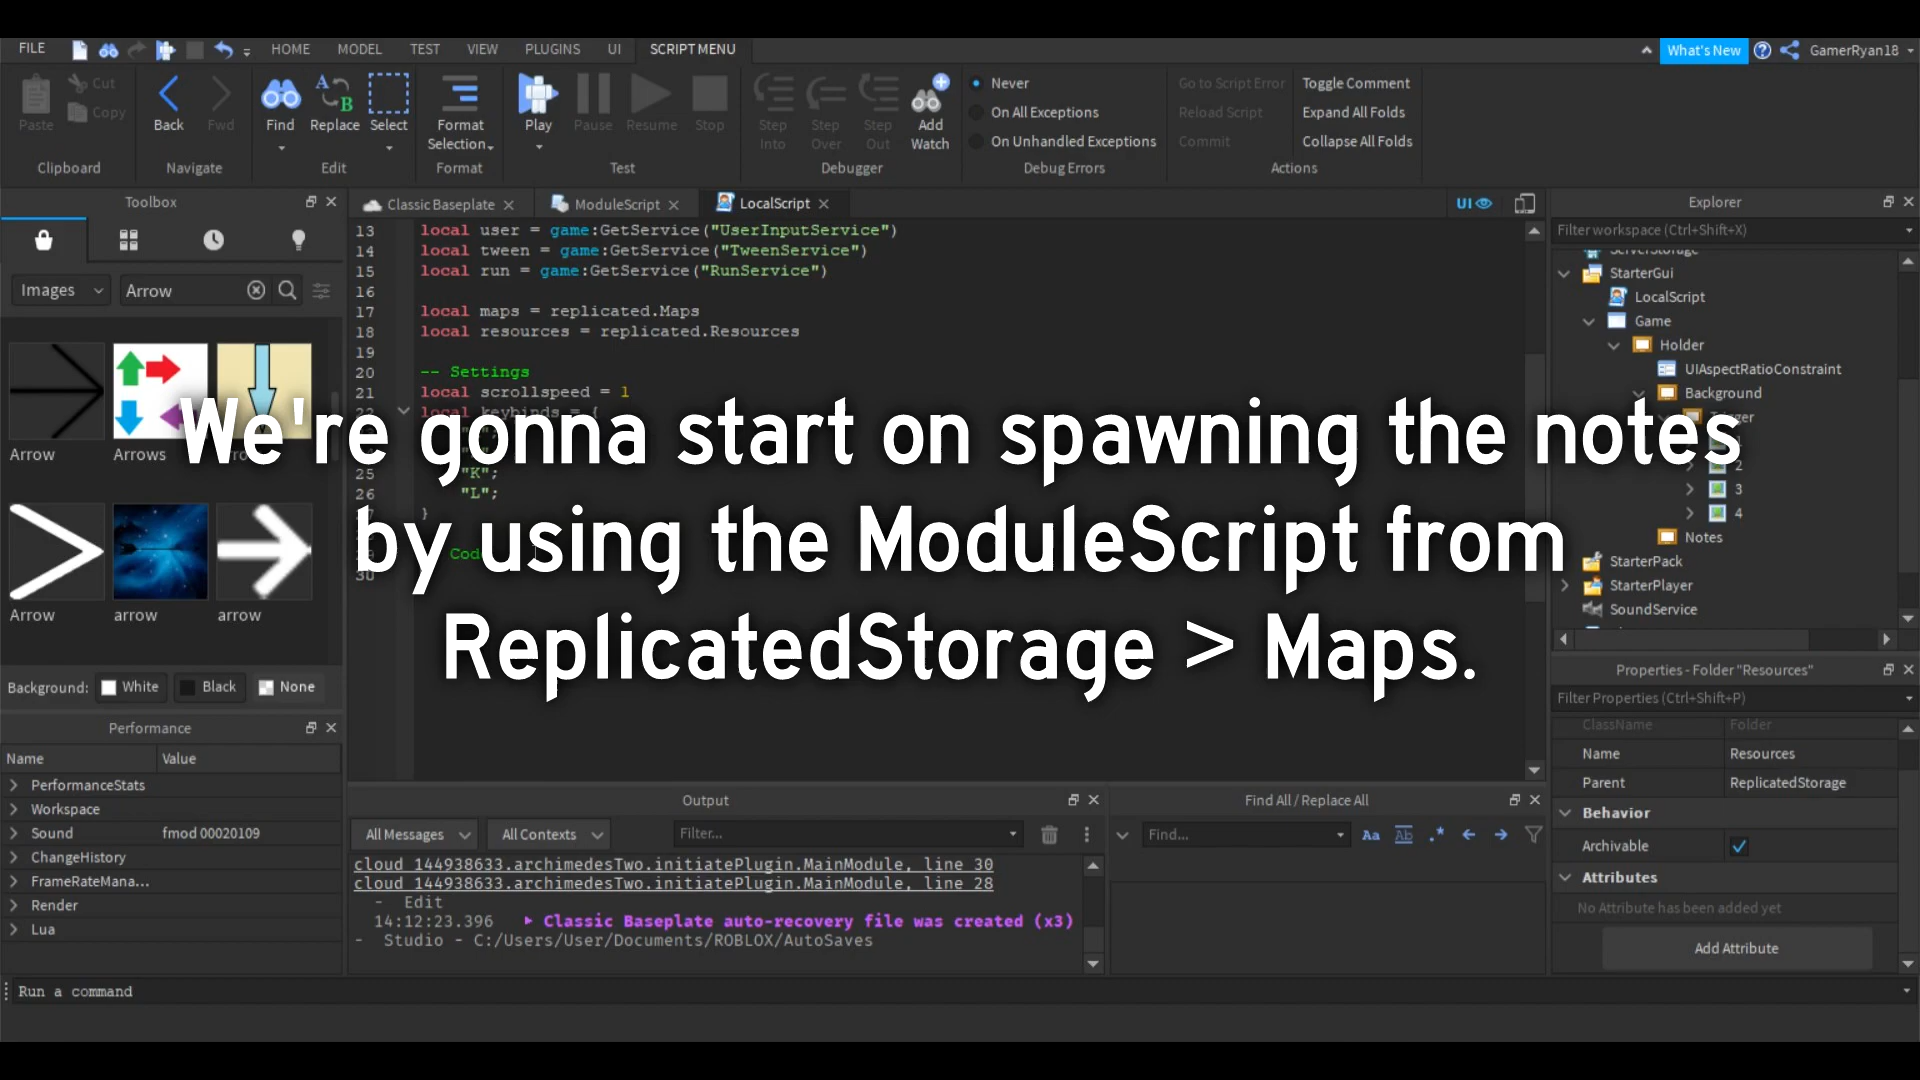 FILE HOME MODEL TEST VIEW PLUGINS UI SCRIPT MENU What's New GamerRyan18
Paste Cut Copy Back Fwd Find Replace Select Format Selection Play Pause Resume Stop Step Into Step Over Step Out Add Watch
Never
On All Exceptions
On Unhandled Exceptions
Go to Script Error Toggle Comment
Reload Script Expand All Folds
Commit Collapse All Folds
Clipboard Navigate Edit Format Test Debugger Debug Errors Actions
Toolbox
Images Arrow
Arrow Arrows
Arrow arrow arrow
Background: White Black None
Performance
Name Value
PerformanceStats
Workspace
Sound fmod 00020109
ChangeHistory
FrameRateMana...
Render
Lua
Classic Baseplate ModuleScript LocalScript UI
13 local user = game:GetService("UserInputService")
14 local tween = game:GetService("TweenService")
15 local run = game:GetService("RunService")
16
17 local maps = replicated.Maps
18 local resources = replicated.Resources
19
20 -- Settings
21 local scrollspeed = 1
22 local keybinds = {
25 "K";
26 "L";
}
30
We're gonna start on spawning the notes
by using the ModuleScript from
ReplicatedStorage > Maps.
Output
All Messages All Contexts Filter...
cloud_144938633.archimedesTwo.initiatePlugin.MainModule, line 30
cloud_144938633.archimedesTwo.initiatePlugin.MainModule, line 28
- Edit
14:12:23.396 Classic Baseplate auto-recovery file was created (x3)
- Studio - C:/Users/User/Documents/ROBLOX/AutoSaves
Find All / Replace All
Find... Aa Ab .*
Explorer
Filter workspace (Ctrl+Shift+X)
ServerStorage
StarterGui
LocalScript
Game
Holder
UIAspectRatioConstraint
Background
Trigger
2
3
4
Notes
StarterPack
StarterPlayer
SoundService
Properties - Folder "Resources"
Filter Properties (Ctrl+Shift+P)
ClassName Folder
Name Resources
Parent ReplicatedStorage
Behavior
Archivable
Attributes
No Attribute has been added yet
Add Attribute
Run a command